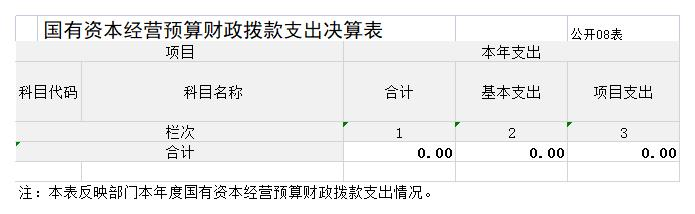 国有资本经营预算财政拨款支出决算表
公开08表
项目 本年支出
科目代码 科目名称 合计 基本支出 项目支出
栏次 1 2 3
合计 0.00 0.00 0.00
注：本表反映部门本年度国有资本经营预算财政拨款支出情况。